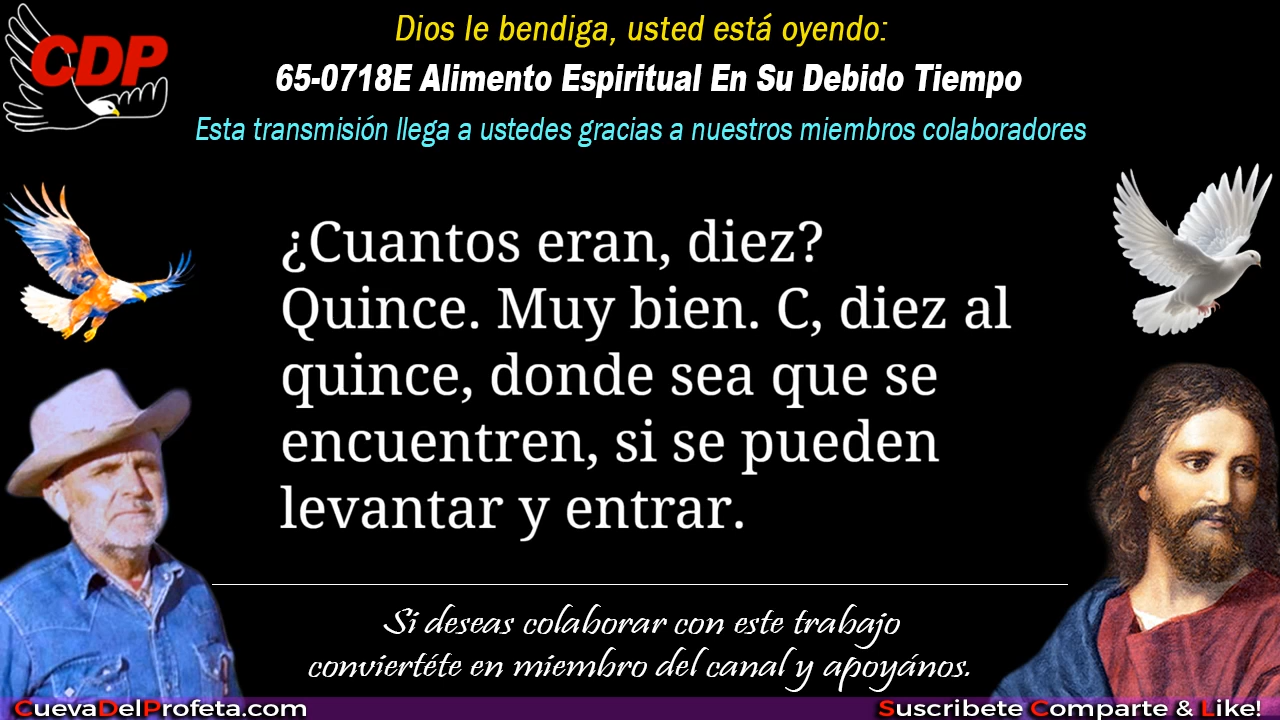 CDP
Dios le bendiga, usted está oyendo:
65-0718E Alimento Espiritual En Su Debido Tiempo
Esta transmisión llega a ustedes gracias a nuestros miembros colaboradores
¿Cuantos eran, diez?
Quince. Muy bien. C, diez al
quince, donde sea que se
encuentren, si se pueden
levantar y entrar.
Si deseas colaborar con este trabajo
conviertéte en miembro del canal y apoyános.
CuevaDelProfeta.com
Suscribete Comparte & Like!